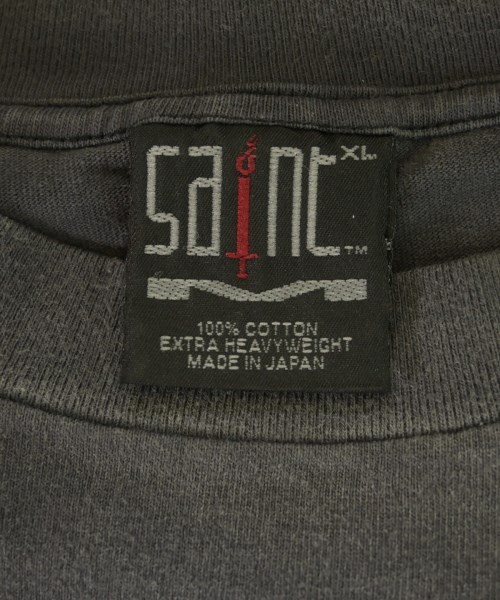 saint XL
TM
100% COTTON
EXTRA HEAVYWEIGHT
MADE IN JAPAN